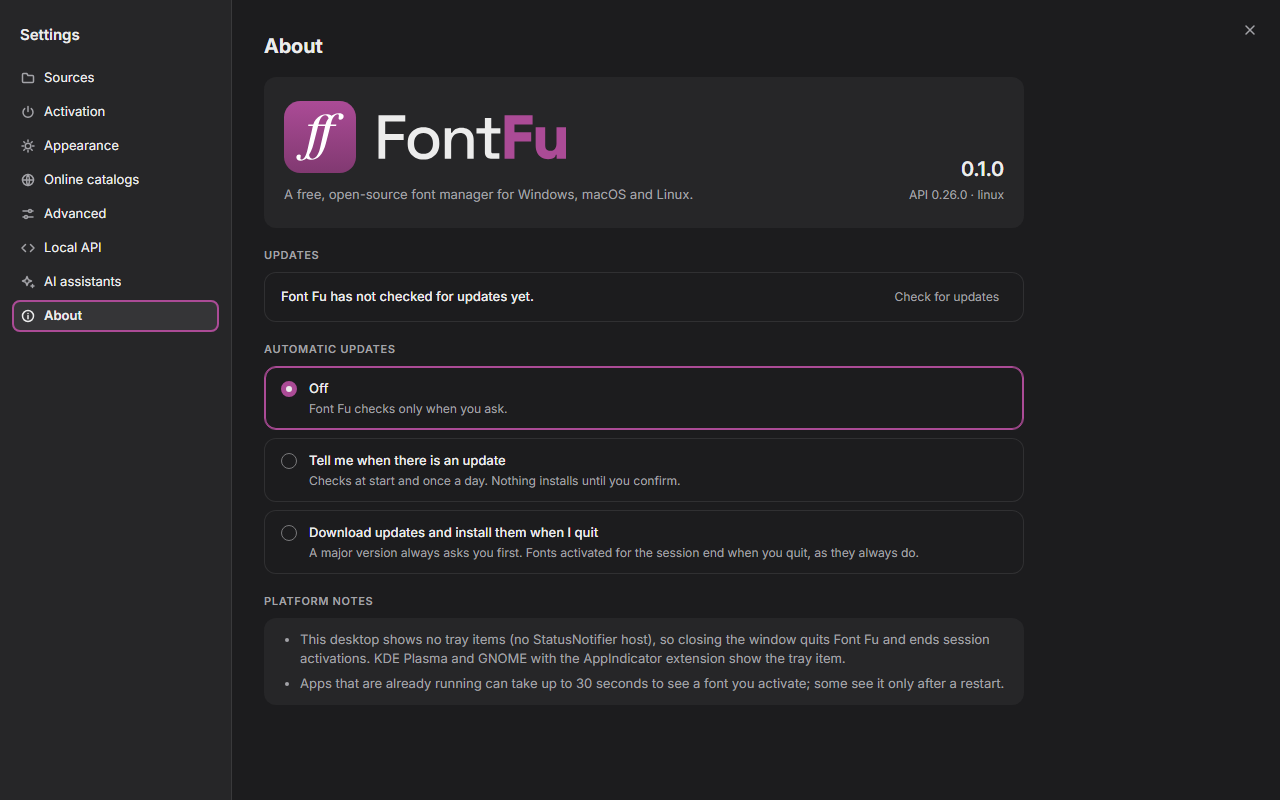 Settings
Sources
Activation
Appearance
Online catalogs
Advanced
Local API
AI assistants
About
About
ff FontFu
A free, open-source font manager for Windows, macOS and Linux.
0.1.0
API 0.26.0 · linux
UPDATES
Font Fu has not checked for updates yet.
Check for updates
AUTOMATIC UPDATES
Off
Font Fu checks only when you ask.
Tell me when there is an update
Checks at start and once a day. Nothing installs until you confirm.
Download updates and install them when I quit
A major version always asks you first. Fonts activated for the session end when you quit, as they always do.
PLATFORM NOTES
• This desktop shows no tray items (no StatusNotifier host), so closing the window quits Font Fu and ends session
activations. KDE Plasma and GNOME with the AppIndicator extension show the tray item.
• Apps that are already running can take up to 30 seconds to see a font you activate; some see it only after a restart.